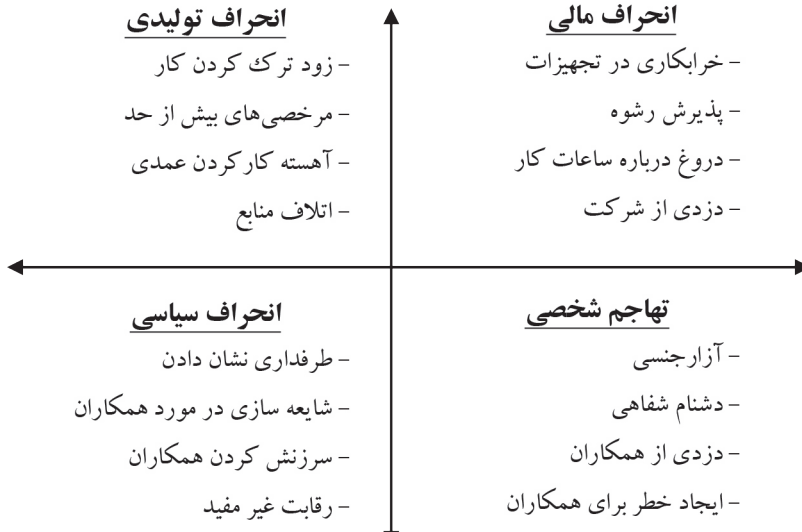 انحراف مالی
- خرابکاری در تجهیزات
- پذیرش رشوه
- دروغ درباره ساعات کار
- دزدی از شرکت
انحراف تولیدی
- زود ترک کردن کار
- مرخصی‌های بیش از حد
- آهسته کارکردن عمدی
- اتلاف منابع
تهاجم شخصی
- آزارجنسی
- دشنام شفاهی
- دزدی از همکاران
- ایجاد خطر برای همکاران
انحراف سیاسی
- طرفداری نشان دادن
- شایعه سازی در مورد همکاران
- سرزنش کردن همکاران
- رقابت غیر مفید